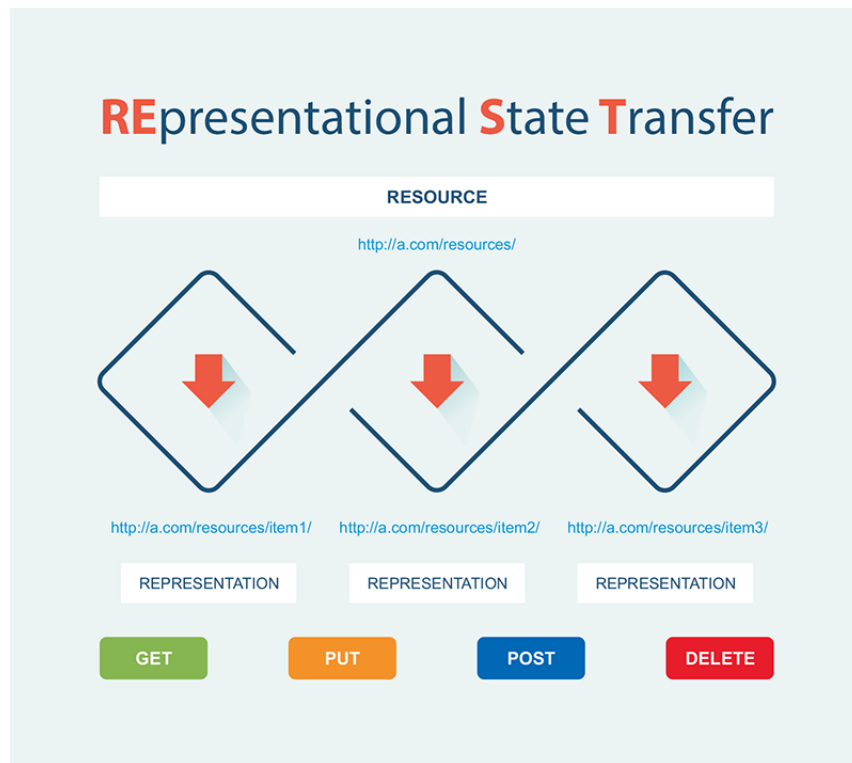 REpresentational State Transfer
RESOURCE
http://a.com/resources/
http://a.com/resources/item1/ http://a.com/resources/item2/ http://a.com/resources/item3/
REPRESENTATION REPRESENTATION REPRESENTATION
GET PUT POST DELETE